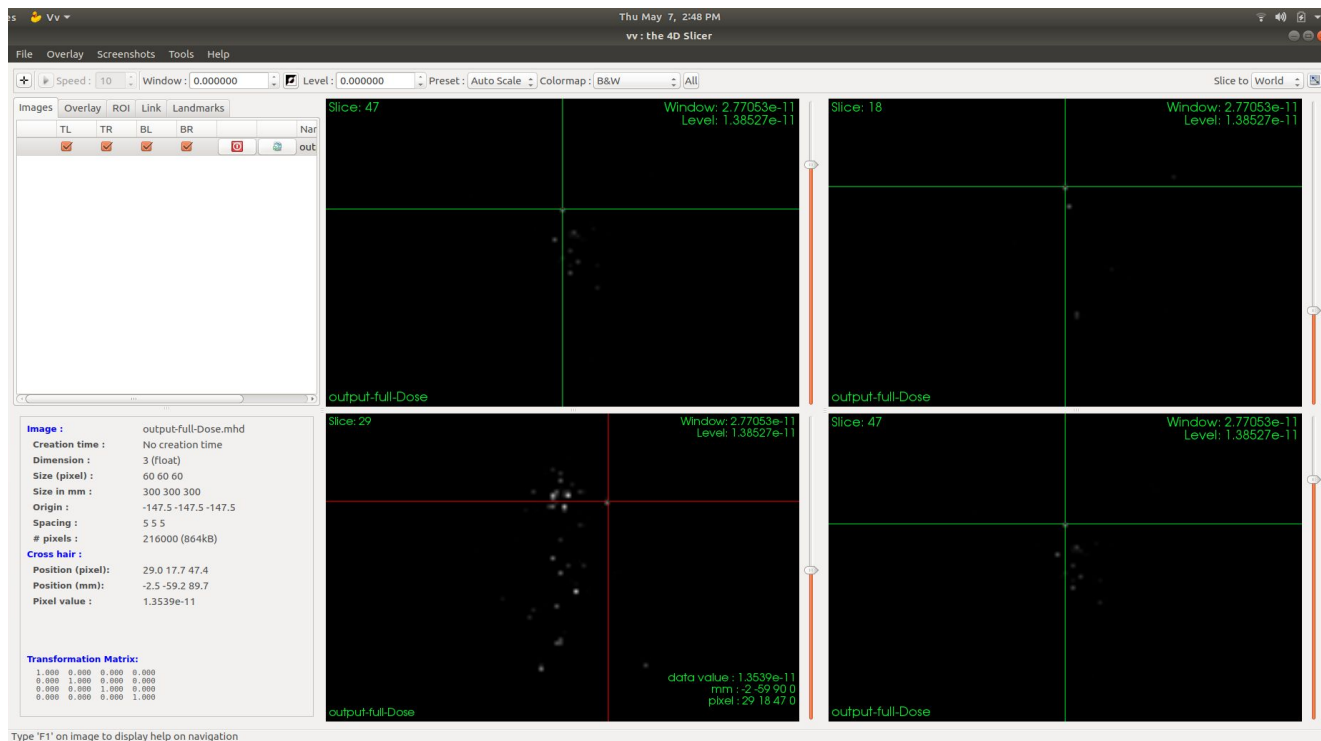 es Vv Thu May 7, 2:48 PM
vv : the 4D Slicer
File Overlay Screenshots Tools Help
Speed : 10 Window : 0.000000 Level : 0.000000 Preset : Auto Scale Colormap : B&W All Slice to World
Images Overlay ROI Link Landmarks
TL TR BL BR Nar
out
Slice: 47
Window: 2.77053e-11
Level: 1.38527e-11
output-full-Dose
Slice: 18
Window: 2.77053e-11
Level: 1.38527e-11
output-full-Dose
Image : output-full-Dose.mhd
Creation time : No creation time
Dimension : 3 (float)
Size (pixel) : 60 60 60
Size in mm : 300 300 300
Origin : -147.5 -147.5 -147.5
Spacing : 5 5 5
# pixels : 216000 (864kB)
Cross hair :
Position (pixel): 29.0 17.7 47.4
Position (mm): -2.5 -59.2 89.7
Pixel value : 1.3539e-11
Transformation Matrix:
1.000 0.000 0.000 0.000
0.000 1.000 0.000 0.000
0.000 0.000 1.000 0.000
0.000 0.000 0.000 1.000
Slice: 29
Window: 2.77053e-11
Level: 1.38527e-11
data value : 1.3539e-11
mm : -2 -59 90 0
pixel : 29 18 47 0
output-full-Dose
Slice: 47
Window: 2.77053e-11
Level: 1.38527e-11
output-full-Dose
Type 'F1' on image to display help on navigation